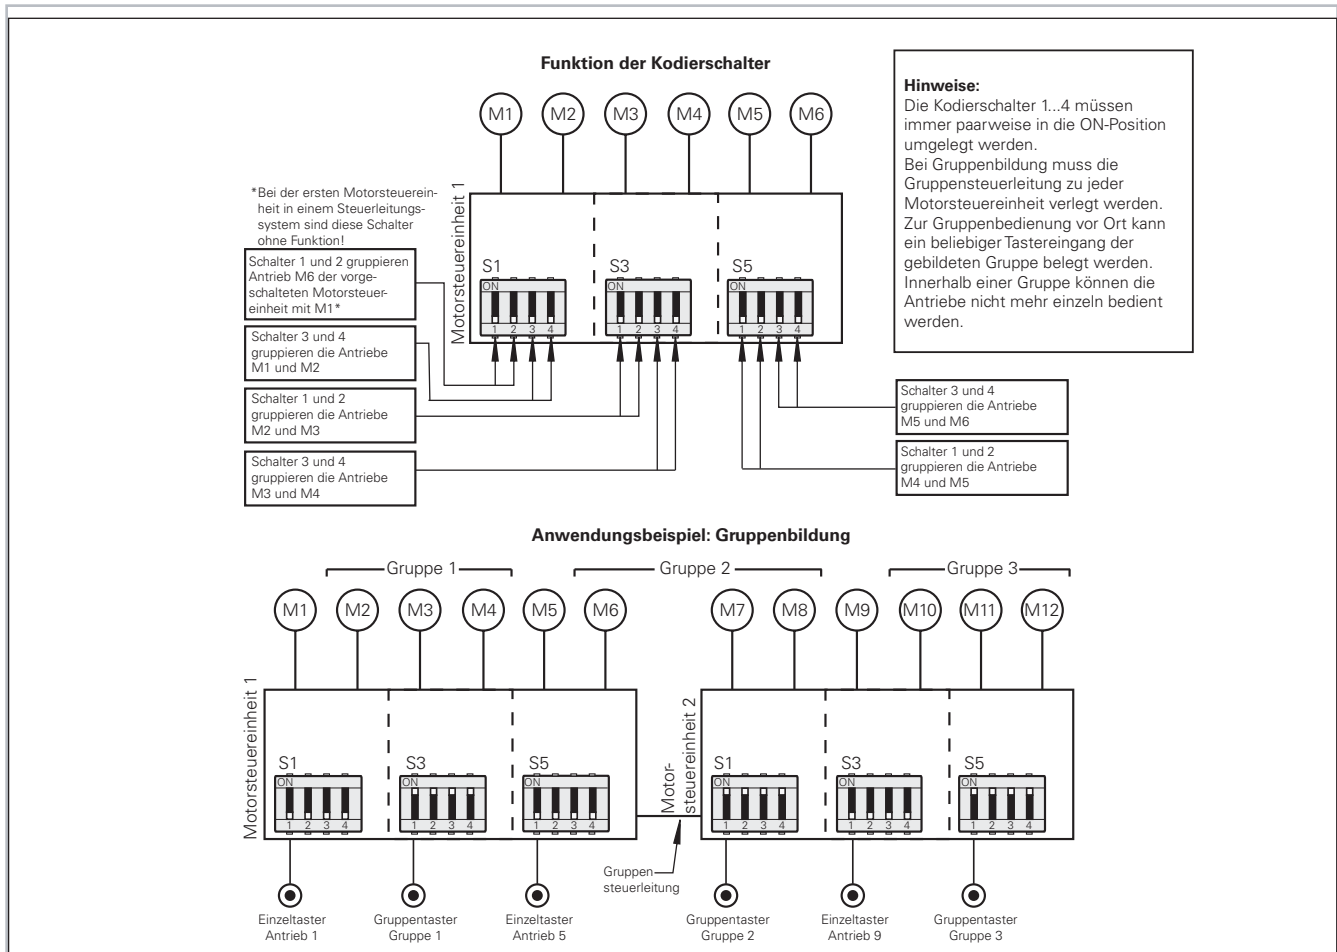 Funktion der Kodierschalter
M1 M2 M3 M4 M5 M6
Hinweise:
Die Kodierschalter 1...4 müssen
immer paarweise in die ON-Position
umgelegt werden.
Bei Gruppenbildung muss die
Gruppensteuerleitung zu jeder
Motorsteuereinheit verlegt werden.
Zur Gruppenbedienung vor Ort kann
ein beliebiger Tastereingang der
gebildeten Gruppe belegt werden.
Innerhalb einer Gruppe können die
Antriebe nicht mehr einzeln bedient
werden.
*Bei der ersten Motorsteuerein-
heit in einem Steuerleitungs-
system sind diese Schalter
ohne Funktion!
Motorsteuereinheit 1
S1 S3 S5
ON ON ON
1 2 3 4 1 2 3 4 1 2 3 4
Schalter 1 und 2 gruppieren
Antrieb M6 der vorge-
schalteten Motorsteuer-
einheit mit M1*
Schalter 3 und 4
gruppieren die Antriebe
M1 und M2
Schalter 1 und 2
gruppieren die Antriebe
M2 und M3
Schalter 3 und 4
gruppieren die Antriebe
M3 und M4
Schalter 3 und 4
gruppieren die Antriebe
M5 und M6
Schalter 1 und 2
gruppieren die Antriebe
M4 und M5
Anwendungsbeispiel: Gruppenbildung
Gruppe 1 Gruppe 2 Gruppe 3
M1 M2 M3 M4 M5 M6 M7 M8 M9 M10 M11 M12
Motorsteuereinheit 1
Motor-
steuereinheit 2
S1 S3 S5 S1 S3 S5
ON ON ON ON ON ON
1 2 3 4 1 2 3 4 1 2 3 4 1 2 3 4 1 2 3 4 1 2 3 4
Gruppen
steuerleitung
Einzeltaster
Antrieb 1
Gruppentaster
Gruppe 1
Einzeltaster
Antrieb 5
Gruppentaster
Gruppe 2
Einzeltaster
Antrieb 9
Gruppentaster
Gruppe 3